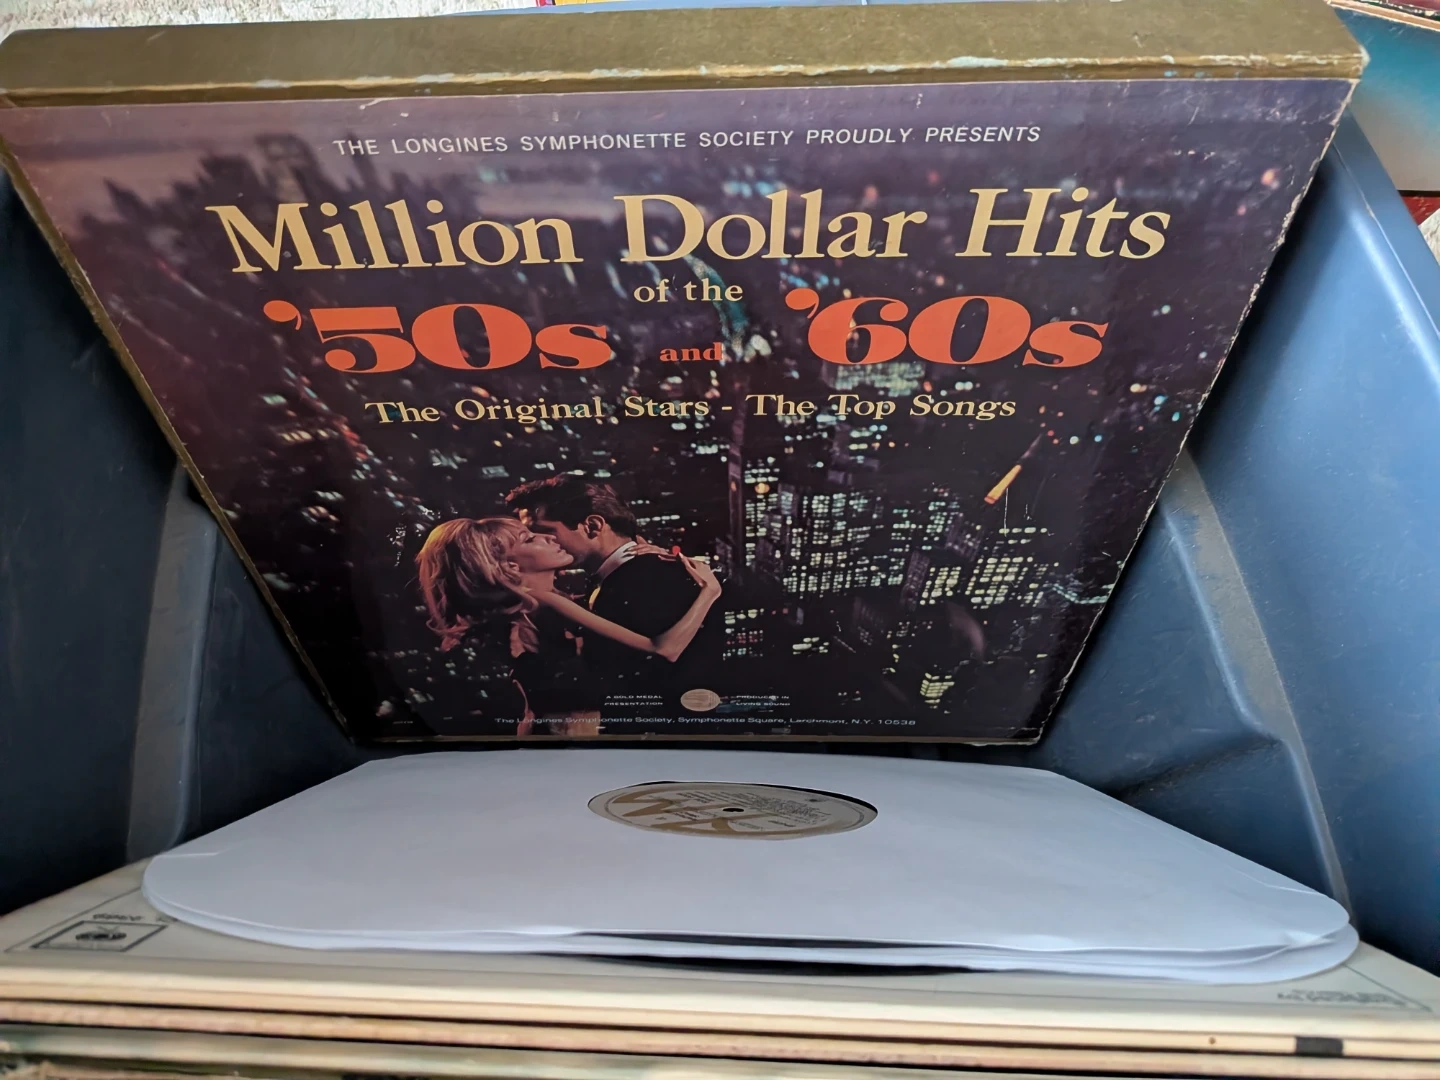 THE LONGINES SYMPHONETTE SOCIETY PROUDLY PRESENTS
Million Dollar Hits
of the
'50s and '60s
The Original Stars - The Top Songs
A GOLD MEDAL
PRESENTATION
PRODUCED IN
LIVING SOUND
The Longines Symphonette Society, Symphonette Square, Larchmont, N.Y. 10538